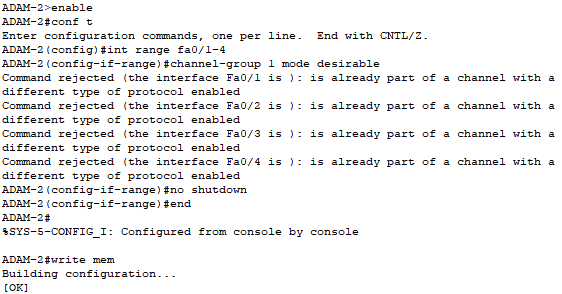 ADAM-2>enable
ADAM-2#conf t
Enter configuration commands, one per line.  End with CNTL/Z.
ADAM-2(config)#int range fa0/1-4
ADAM-2(config-if-range)#channel-group 1 mode desirable
Command rejected (the interface Fa0/1 is ): is already part of a channel with a
different type of protocol enabled
Command rejected (the interface Fa0/2 is ): is already part of a channel with a
different type of protocol enabled
Command rejected (the interface Fa0/3 is ): is already part of a channel with a
different type of protocol enabled
Command rejected (the interface Fa0/4 is ): is already part of a channel with a
different type of protocol enabled
ADAM-2(config-if-range)#no shutdown
ADAM-2(config-if-range)#end
ADAM-2#
%SYS-5-CONFIG_I: Configured from console by console
ADAM-2#write mem
Building configuration...
[OK]